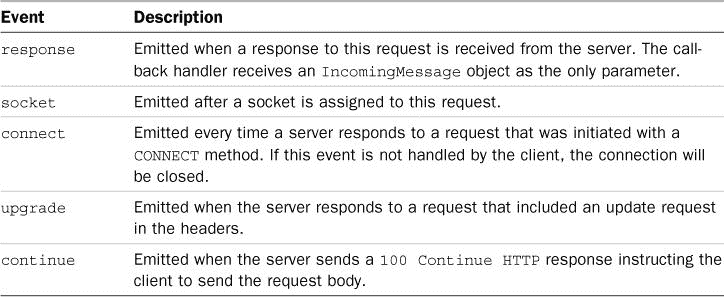 Event Description
response Emitted when a response to this request is received from the server. The call-
back handler receives an IncomingMessage object as the only parameter.
socket Emitted after a socket is assigned to this request.
connect Emitted every time a server responds to a request that was initiated with a
CONNECT method. If this event is not handled by the client, the connection will
be closed.
upgrade Emitted when the server responds to a request that included an update request
in the headers.
continue Emitted when the server sends a 100 Continue HTTP response instructing the
client to send the request body.